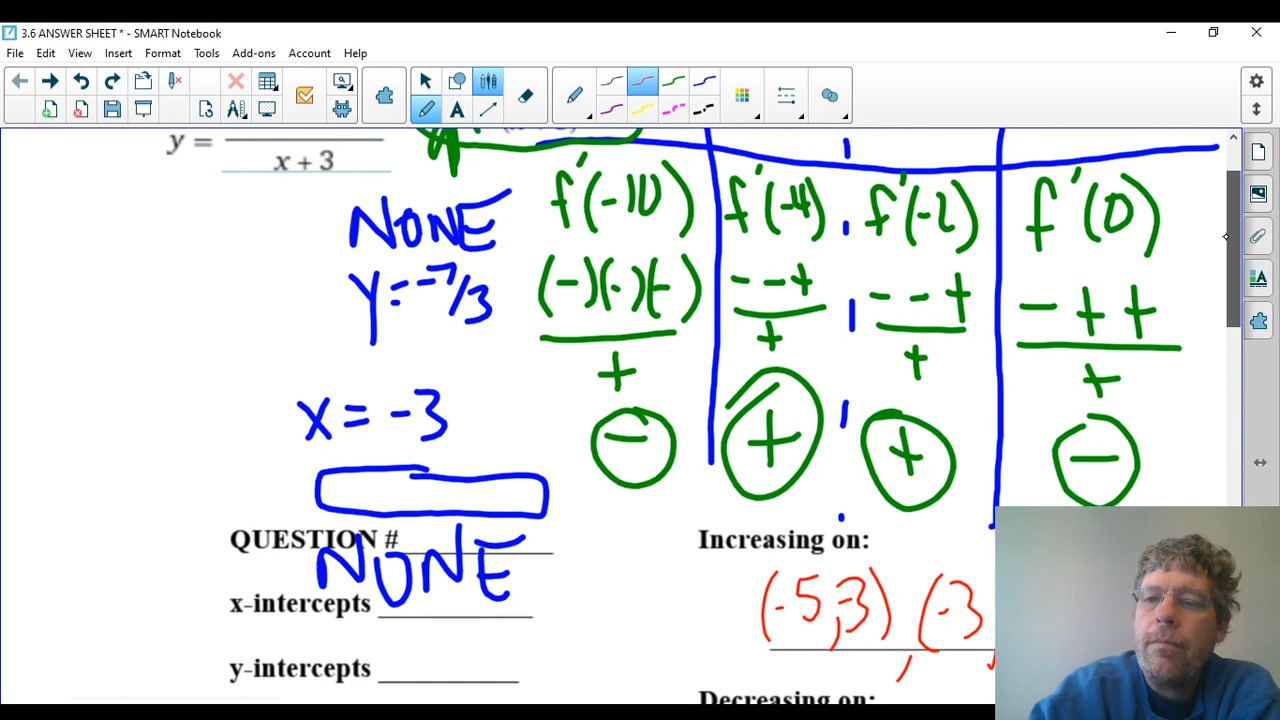 3.6 ANSWER SHEET * - SMART Notebook
File Edit View Insert Format Tools Add-ons Account Help
y =
x + 3
f'(-10) f'(-4) f'(-2) f'(0)
NONE
(-)(-)(-) --+ --+ -++
y = -7/3
+ + + +
x = -3
- + + -
QUESTION #
Increasing on:
NONE
(-5,-3), (-3,
x-intercepts
y-intercepts
Decreasing on: